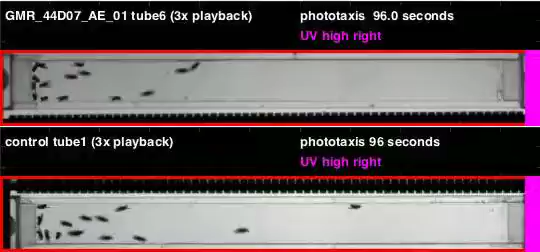 GMR_44D07_AE_01 tube6 (3x playback) phototaxis 96.0 seconds
UV high right
control tube1 (3x playback) phototaxis 96 seconds
UV high right